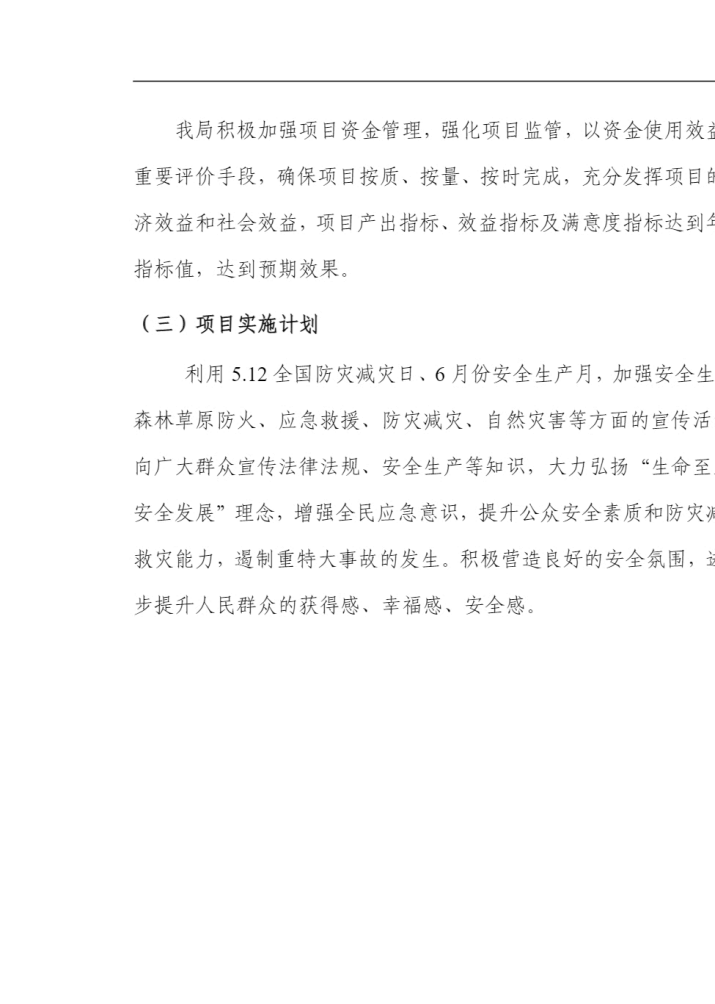 我局积极加强项目资金管理，强化项目监管，以资金使用效益
重要评价手段，确保项目按质、按量、按时完成，充分发挥项目的
济效益和社会效益，项目产出指标、效益指标及满意度指标达到年
指标值，达到预期效果。
（三）项目实施计划
利用 5.12 全国防灾减灾日、6 月份安全生产月，加强安全生
森林草原防火、应急救援、防灾减灾、自然灾害等方面的宣传活
向广大群众宣传法律法规、安全生产等知识，大力弘扬“生命至
安全发展”理念，增强全民应急意识，提升公众安全素质和防灾减
救灾能力，遏制重特大事故的发生。积极营造良好的安全氛围，
步提升人民群众的获得感、幸福感、安全感。